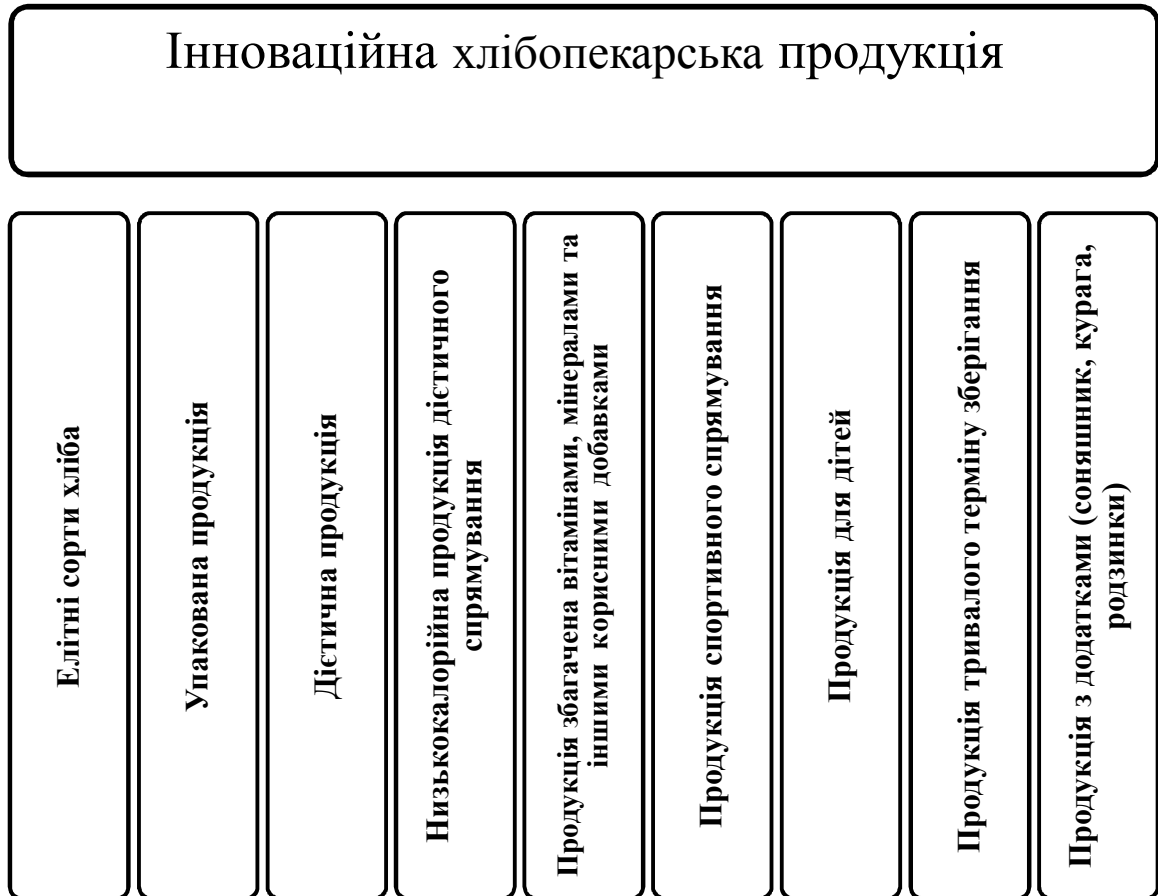 Інноваційна хлібопекарська продукція
Елітні сорти хліба
Упакована продукція
Дієтична продукція
Низькокалорійна продукція дієтичного
спрямування
Продукція збагачена вітамінами, мінералами та
іншими корисними добавками
Продукція спортивного спрямування
Продукція для дітей
Продукція тривалого терміну зберігання
Продукція з додатками (соняшник, курага,
родзинки)